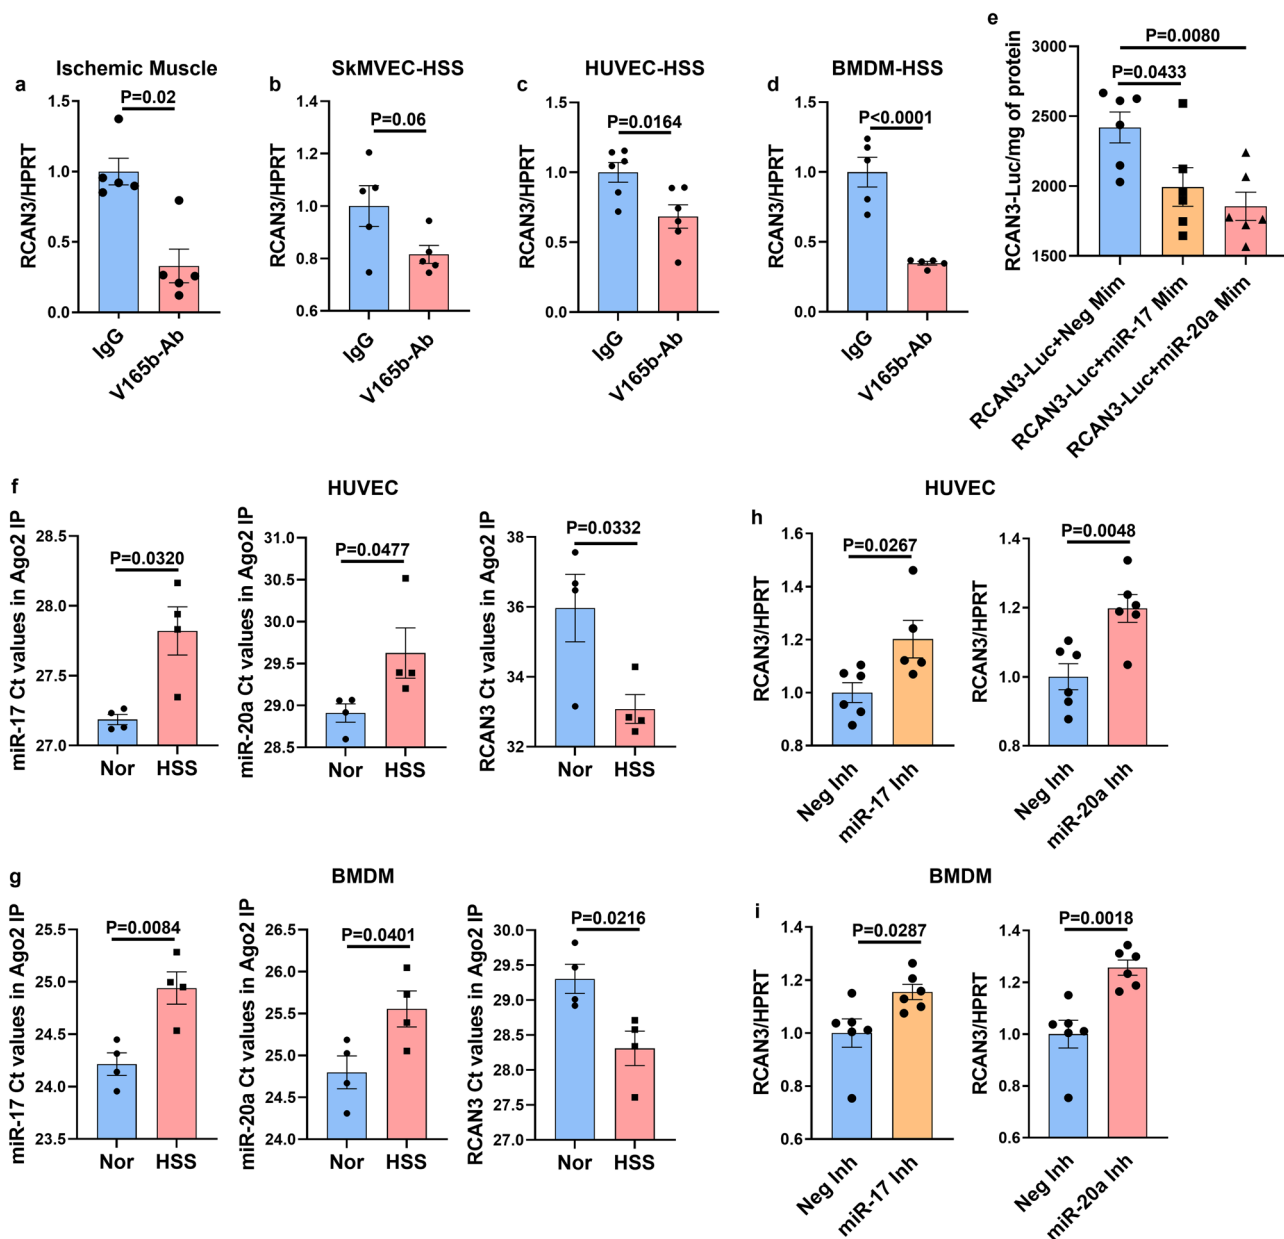 a
Ischemic Muscle
RCAN3/HPRT
1.5
1.0
0.5
0.0
P=0.02
IgG
V165b-Ab
b
SkMVEC-HSS
RCAN3/HPRT
1.4
1.2
1.0
0.8
0.6
P=0.06
IgG
V165b-Ab
c
HUVEC-HSS
RCAN3/HPRT
1.5
1.0
0.5
0.0
P=0.0164
IgG
V165b-Ab
d
BMDM-HSS
RCAN3/HPRT
1.5
1.0
0.5
0.0
P<0.0001
IgG
V165b-Ab
e
RCAN3-Luc/mg of protein
3000
2500
2000
1500
P=0.0080
P=0.0433
RCAN3-Luc+Neg Mim
RCAN3-Luc+miR-17 Mim
RCAN3-Luc+miR-20a Mim
f
HUVEC
miR-17 Ct values in Ago2 IP
28.5
28.0
27.5
27.0
P=0.0320
Nor
HSS
miR-20a Ct values in Ago2 IP
31.0
30.5
30.0
29.5
29.0
28.5
P=0.0477
Nor
HSS
RCAN3 Ct values in Ago2 IP
38
36
34
32
P=0.0332
Nor
HSS
h
HUVEC
RCAN3/HPRT
1.6
1.4
1.2
1.0
0.8
P=0.0267
Neg Inh
miR-17 Inh
RCAN3/HPRT
1.4
1.2
1.0
0.8
P=0.0048
Neg Inh
miR-20a Inh
g
BMDM
miR-17 Ct values in Ago2 IP
25.5
25.0
24.5
24.0
23.5
P=0.0084
Nor
HSS
miR-20a Ct values in Ago2 IP
26.5
26.0
25.5
25.0
24.5
24.0
P=0.0401
Nor
HSS
RCAN3 Ct values in Ago2 IP
30.0
29.5
29.0
28.5
28.0
27.5
27.0
P=0.0216
Nor
HSS
i
BMDM
RCAN3/HPRT
1.4
1.2
1.0
0.8
0.6
P=0.0287
Neg Inh
miR-17 Inh
RCAN3/HPRT
1.4
1.2
1.0
0.8
0.6
P=0.0018
Neg Inh
miR-20a Inh